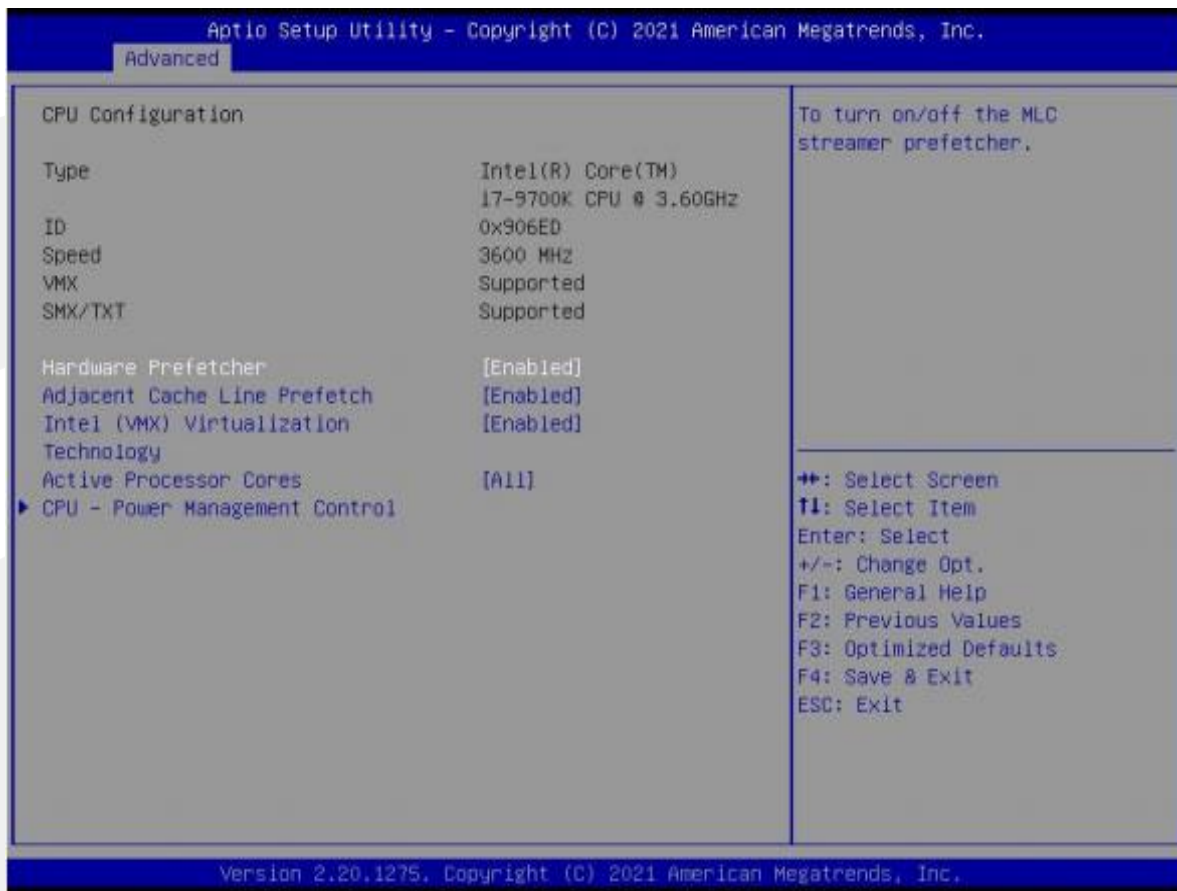 Aptio Setup Utility - Copyright (C) 2021 American Megatrends, Inc.
Advanced
CPU Configuration
Type Intel(R) Core(TM)
i7-9700K CPU @ 3.60GHz
ID 0x906ED
Speed 3600 MHz
VMX Supported
SMX/TXT Supported
Hardware Prefetcher [Enabled]
Adjacent Cache Line Prefetch [Enabled]
Intel (VMX) Virtualization [Enabled]
Technology
Active Processor Cores [All]
▶ CPU - Power Management Control
To turn on/off the MLC
streamer prefetcher.
→←: Select Screen
↑↓: Select Item
Enter: Select
+/-: Change Opt.
F1: General Help
F2: Previous Values
F3: Optimized Defaults
F4: Save & Exit
ESC: Exit
Version 2.20.1275. Copyright (C) 2021 American Megatrends, Inc.